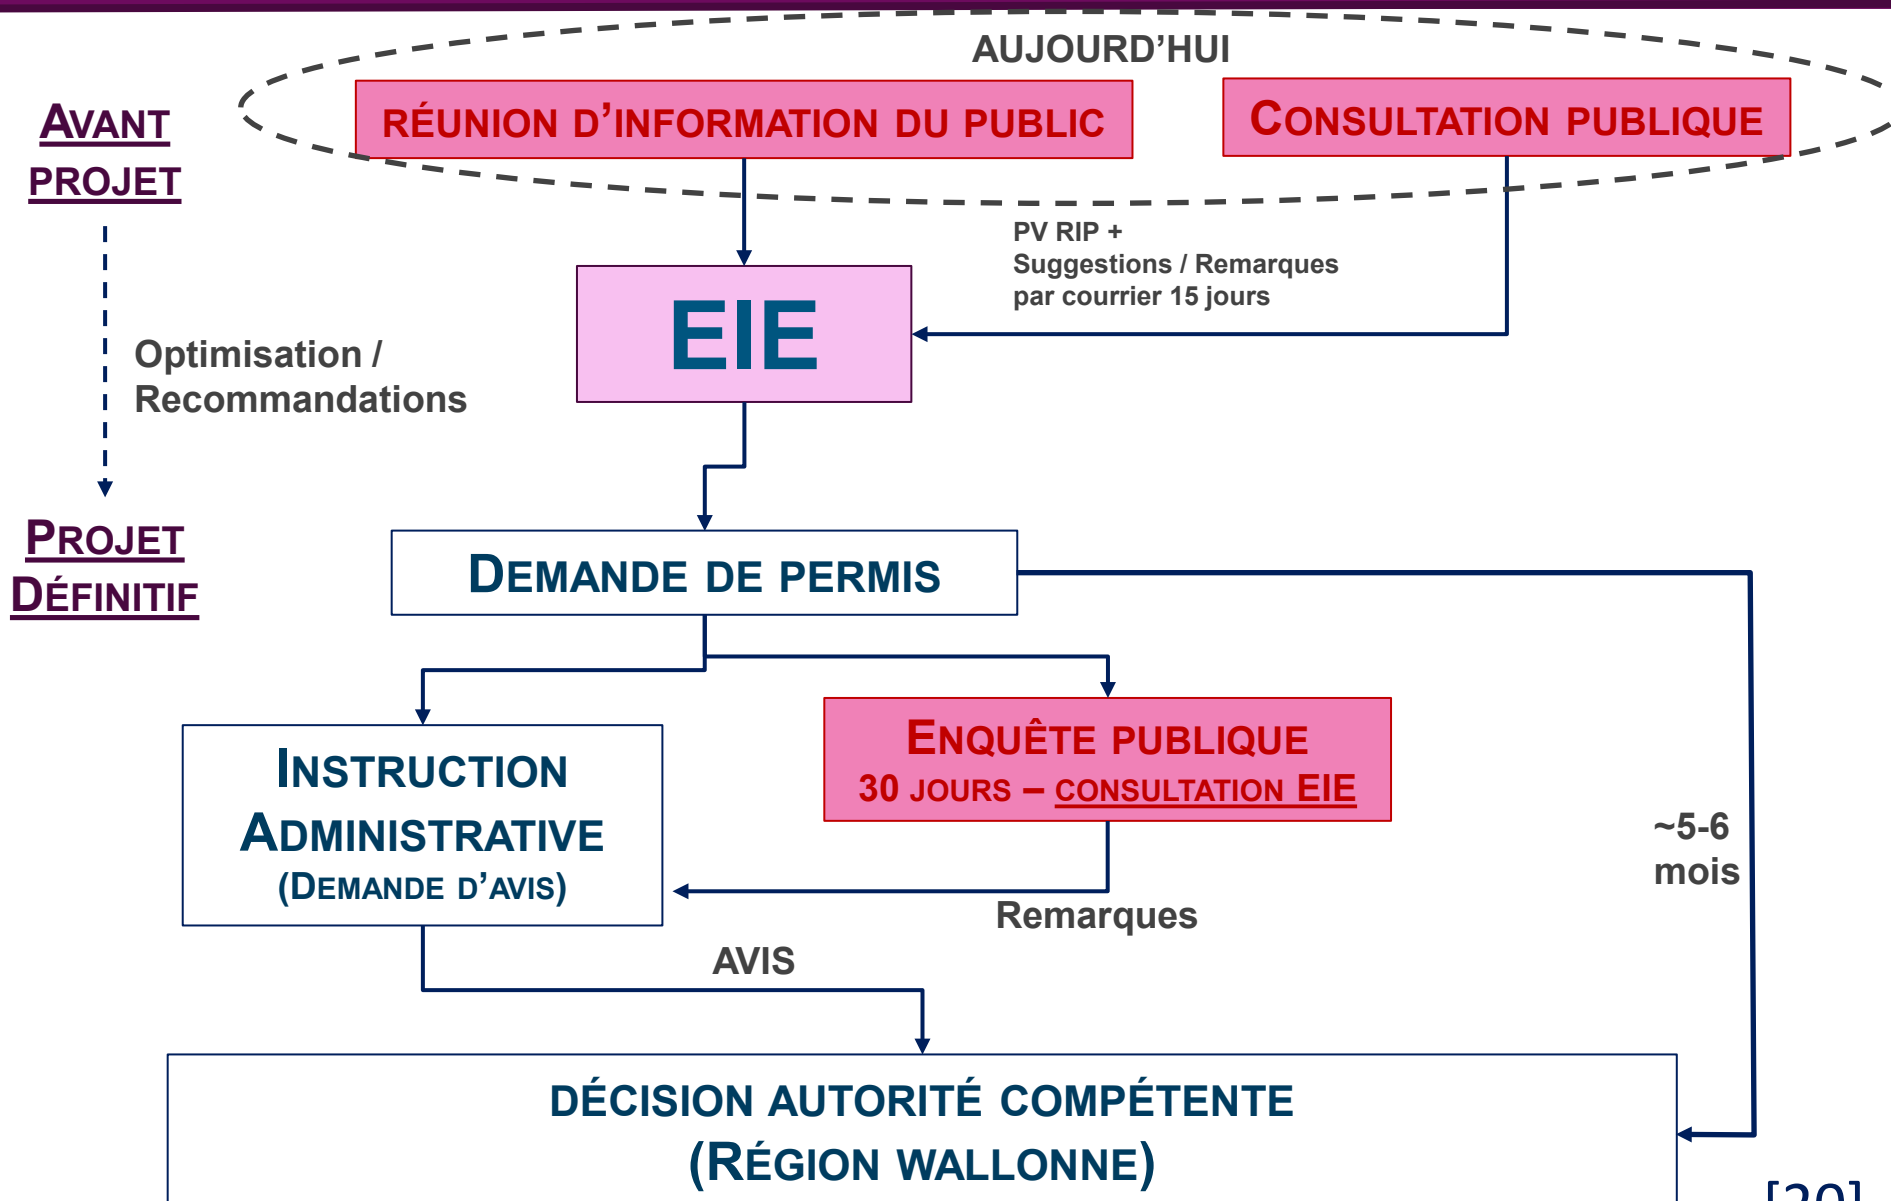 AUJOURD’HUI
RÉUNION D’INFORMATION DU PUBLIC
CONSULTATION PUBLIQUE
AVANT
PROJET
PV RIP +
Suggestions / Remarques
par courrier 15 jours
EIE
Optimisation /
Recommandations
PROJET
DÉFINITIF
DEMANDE DE PERMIS
INSTRUCTION
ADMINISTRATIVE
(DEMANDE D’AVIS)
ENQUÊTE PUBLIQUE
30 JOURS – CONSULTATION EIE
~5-6
mois
Remarques
AVIS
DÉCISION AUTORITÉ COMPÉTENTE
(RÉGION WALLONNE)